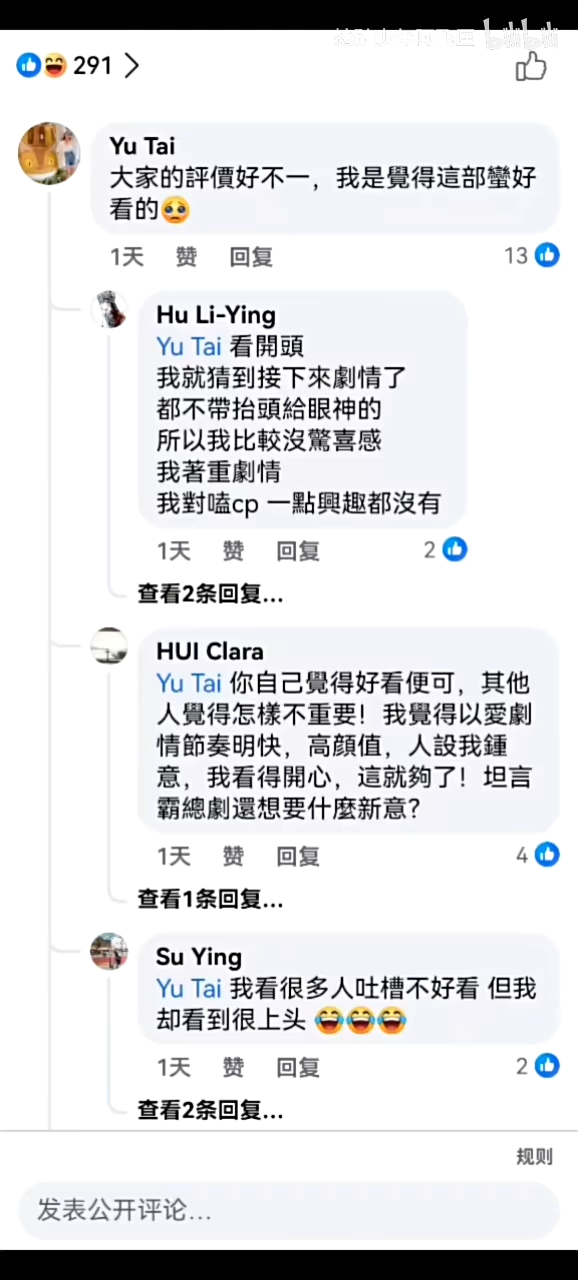 291
Yu Tai
大家的評價好不一，我是覺得這部蠻好
看的🥹
1天 赞 回复 13
Hu Li-Ying
Yu Tai 看開頭
我就猜到接下來劇情了
都不帶抬頭給眼神的
所以我比較沒驚喜感
我著重劇情
我對嗑cp 一點興趣都沒有
1天 赞 回复 2
查看2条回复...
HUI Clara
Yu Tai 你自己覺得好看便可，其他
人覺得怎樣不重要！我覺得以愛劇
情節奏明快，高顏值，人設我鍾
意，我看得開心，這就夠了！坦言
霸總劇還想要什麼新意？
1天 赞 回复 4
查看1条回复...
Su Ying
Yu Tai 我看很多人吐槽不好看 但我
却看到很上头 😂😂😂
1天 赞 回复 2
查看2条回复...
规则
发表公开评论...